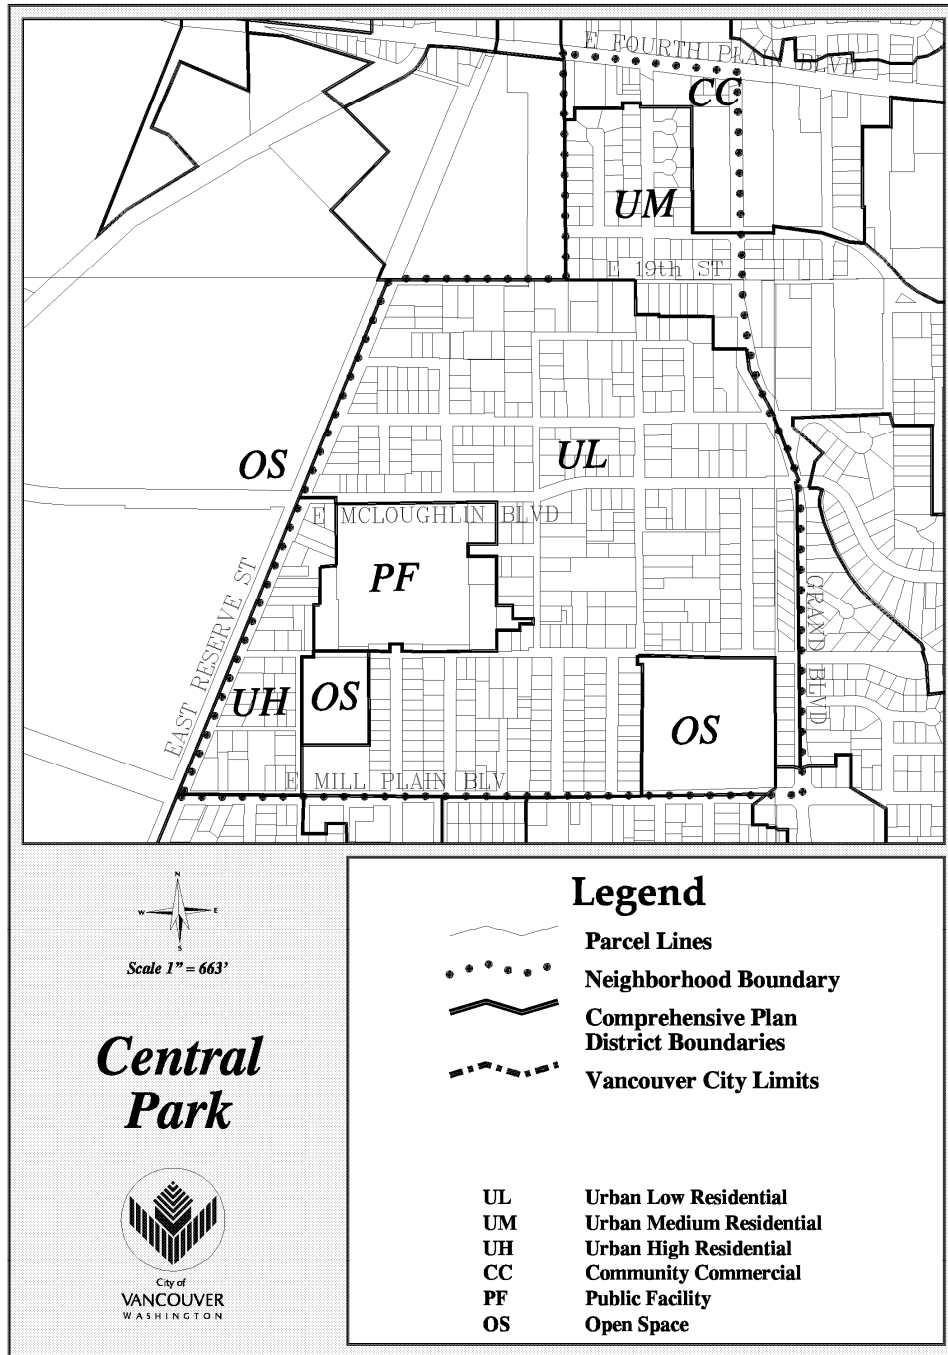 E FOURTH PLAIN BLVD
CC
UM
E 19th ST
OS
UL
E MCLOUGHLIN BLVD
PF
EAST RESERVE ST
GRAND BLVD
UH
OS
OS
E MILL PLAIN BLV
N
W E
S
Scale 1" = 663'
Central
Park
City of
VANCOUVER
WASHINGTON
Legend
Parcel Lines
Neighborhood Boundary
Comprehensive Plan
District Boundaries
Vancouver City Limits
UL Urban Low Residential
UM Urban Medium Residential
UH Urban High Residential
CC Community Commercial
PF Public Facility
OS Open Space